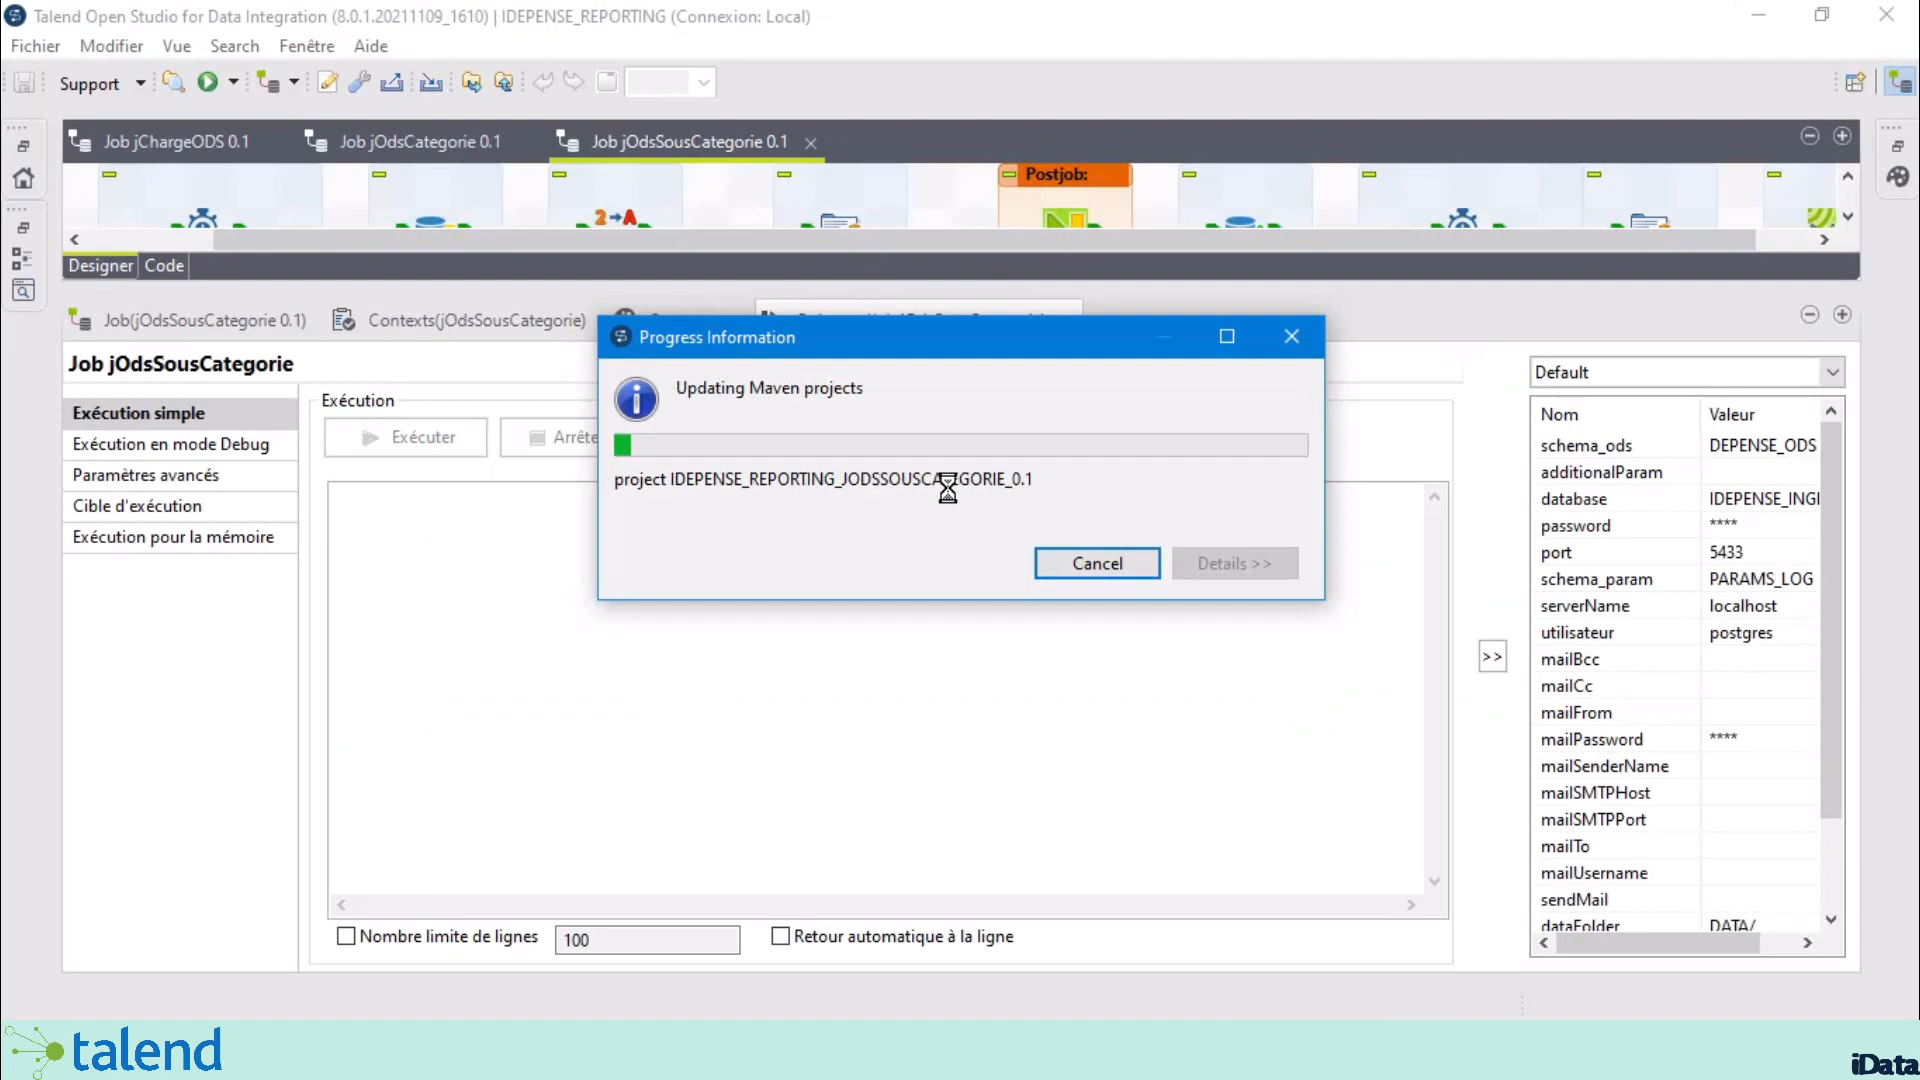 Talend Open Studio for Data Integration (8.0.1.20211109_1610) | IDEPENSE_REPORTING (Connexion: Local)
Fichier Modifier Vue Search Fenêtre Aide
Support
Job jChargeODS 0.1 Job jOdsCategorie 0.1 Job jOdsSousCategorie 0.1
Postjob:
2 A
Designer Code
Job(jOdsSousCategorie 0.1) Contexts(jOdsSousCategorie)
Job jOdsSousCategorie
Exécution simple
Exécution en mode Debug
Paramètres avancés
Cible d'exécution
Exécution pour la mémoire
Exécution
Exécuter
Arrête
Progress Information
Updating Maven projects
project IDEPENSE_REPORTING_JODSSOUSCATEGORIE_0.1
Cancel Details >>
Nombre limite de lignes 100 Retour automatique à la ligne
>>
Default
Nom Valeur
schema_ods DEPENSE_ODS
additionalParam
database IDEPENSE_INGI
password ****
port 5433
schema_param PARAMS_LOG
serverName localhost
utilisateur postgres
mailBcc
mailCc
mailFrom
mailPassword ****
mailSenderName
mailSMTPHost
mailSMTPPort
mailTo
mailUsername
sendMail
dataFolder DATA/
talend
iData